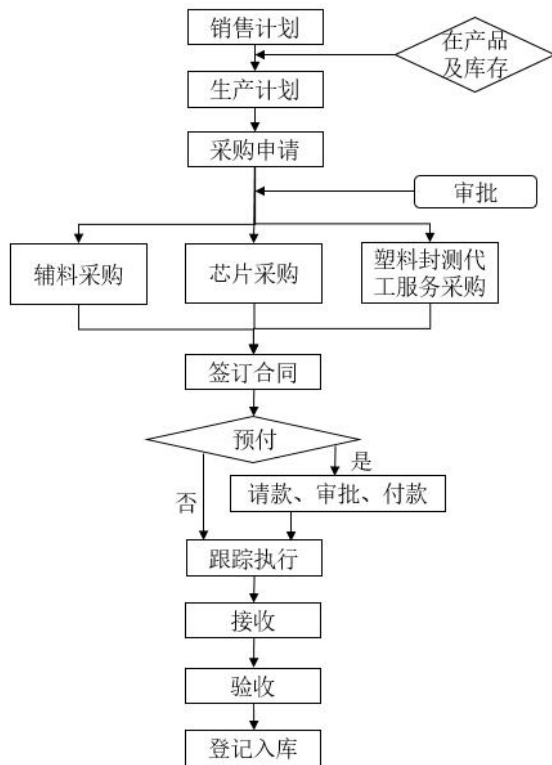 销售计划
在产品
及库存
生产计划
采购申请
审批
辅料采购
芯片采购
塑料封测代
工服务采购
签订合同
预付
是
否
请款、审批、付款
跟踪执行
接收
验收
登记入库